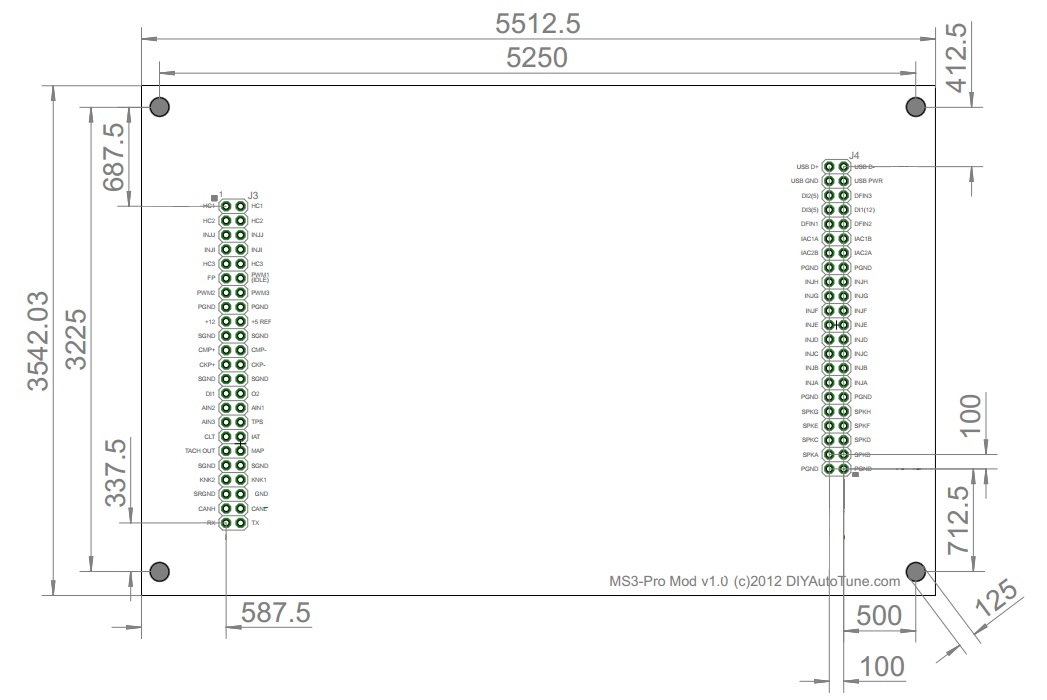 5512.5
5250
412.5
687.5
3542.03
3225
337.5
1 J3
HC1 HC1
HC2 HC2
INJJ INJJ
INJI INJI
HC3 HC3
FP PWM1
(IDLE)
PWM2 PWM3
PGND PGND
+12 +5 REF
SGND SGND
CMP+ CMP-
CKP+ CKP-
SGND SGND
DI1 O2
AIN2 AIN1
AIN3 TPS
CLT IAT
TACH OUT MAP
SGND SGND
KNK2 KNK1
SRGND GND
CANH CANL
RX TX
J4
USB D+ USB D-
USB GND USB PWR
DI2(5) DFIN3
DI3(5) DI1(12)
DFIN1 DFIN2
IAC1A IAC1B
IAC2B IAC2A
PGND PGND
INJH INJH
INJG INJG
INJF INJF
INJE INJE
INJD INJD
INJC INJC
INJB INJB
INJA INJA
PGND PGND
SPKG SPKH
SPKE SPKF
SPKC SPKD
SPKA SPKB
PGND PGND
100
712.5
MS3-Pro Mod v1.0 (c)2012 DIYAutoTune.com
587.5
500
125
100